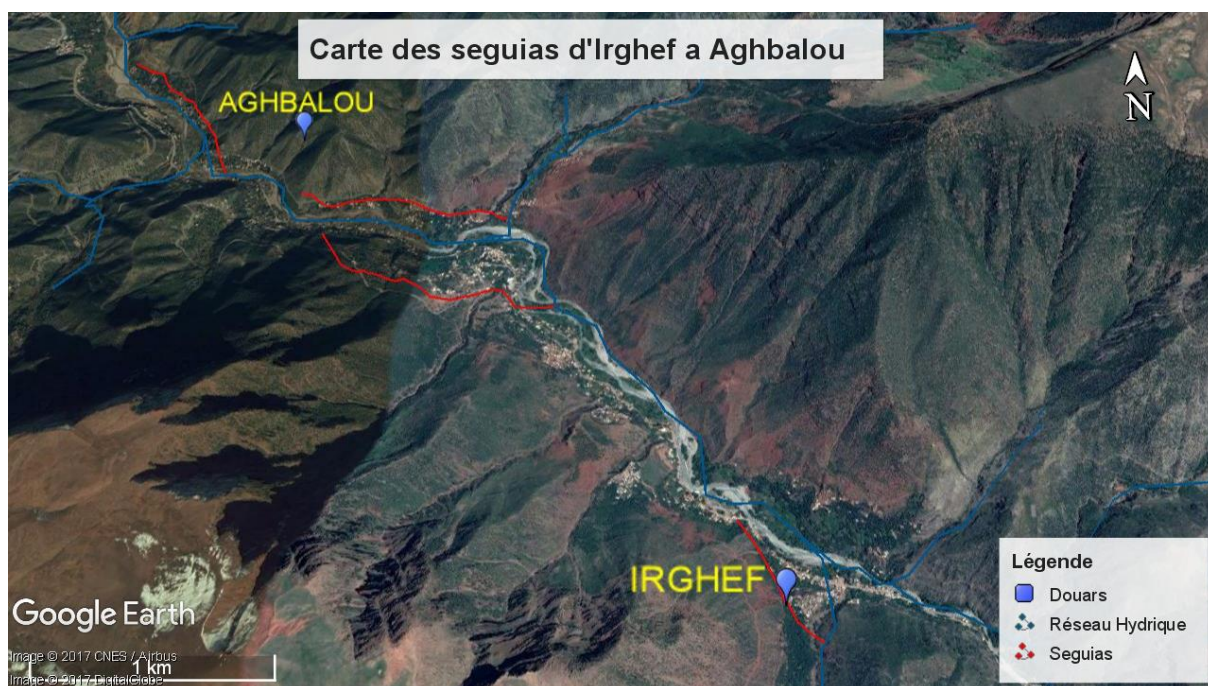 Carte des seguias d'Irghef a Aghbalou
N
AGHBALOU
IRGHEF
Légende
Douars
Réseau Hydrique
Seguias
Google Earth
Image © 2017 CNES / Airbus
1 km
Image © 2017 DigitalGlobe